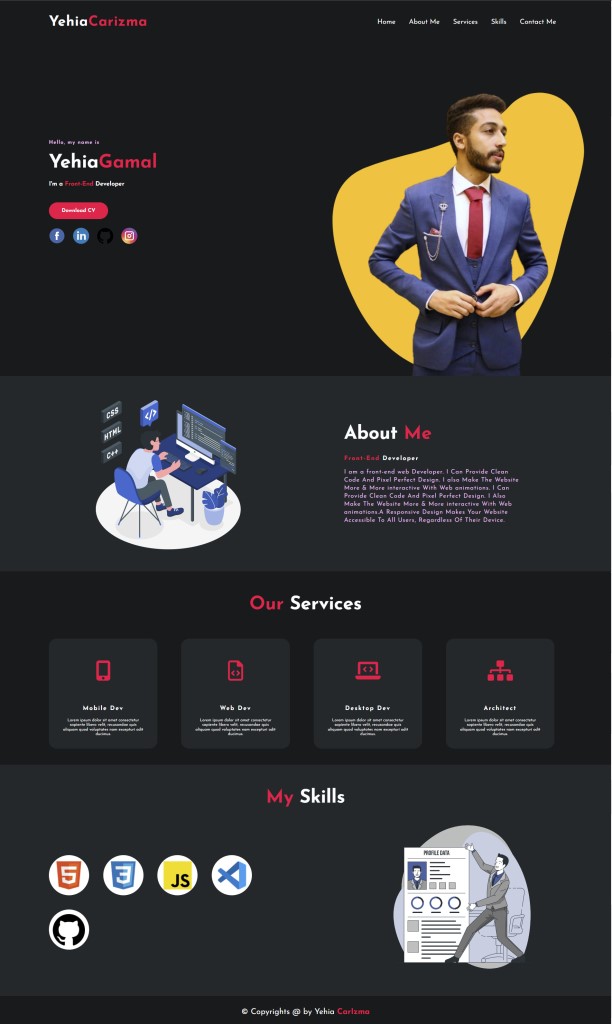 YehiaCarizma
Home About Me Services Skills Contact Me
Hello, my name is
YehiaGamal
I'm a Front-End Developer
Download CV
CSS
HTML
C++
About Me
Front-End Developer
I am a front-end web Developer. I Can Provide Clean
Code And Pixel Perfect Design. I also Make The Website
More & More interactive With Web animations. I Can
Provide Clean Code And Pixel Perfect Design. I Also
Make The Website More & More interactive With Web
animations.A Responsive Design Makes Your Website
Accessible To All Users, Regardless Of Their Device.
Our Services
Mobile Dev
Lorem ipsum dolor sit amet consectetur
sapiente libero velit, recusandae quis
aliquam quod voluptates nam excepturi odit
ducimus
Web Dev
Lorem ipsum dolor sit amet consectetur
sapiente libero velit, recusandae quis
aliquam quod voluptates nam excepturi odit
ducimus
Desktop Dev
Lorem ipsum dolor sit amet consectetur
sapiente libero velit, recusandae quis
aliquam quod voluptates nam excepturi odit
ducimus
Architect
Lorem ipsum dolor sit amet consectetur
sapiente libero velit, recusandae quis
aliquam quod voluptates nam excepturi odit
ducimus
My Skills
5
3
JS
PROFILE DATA
© Copyrights @ by Yehia CarIzma